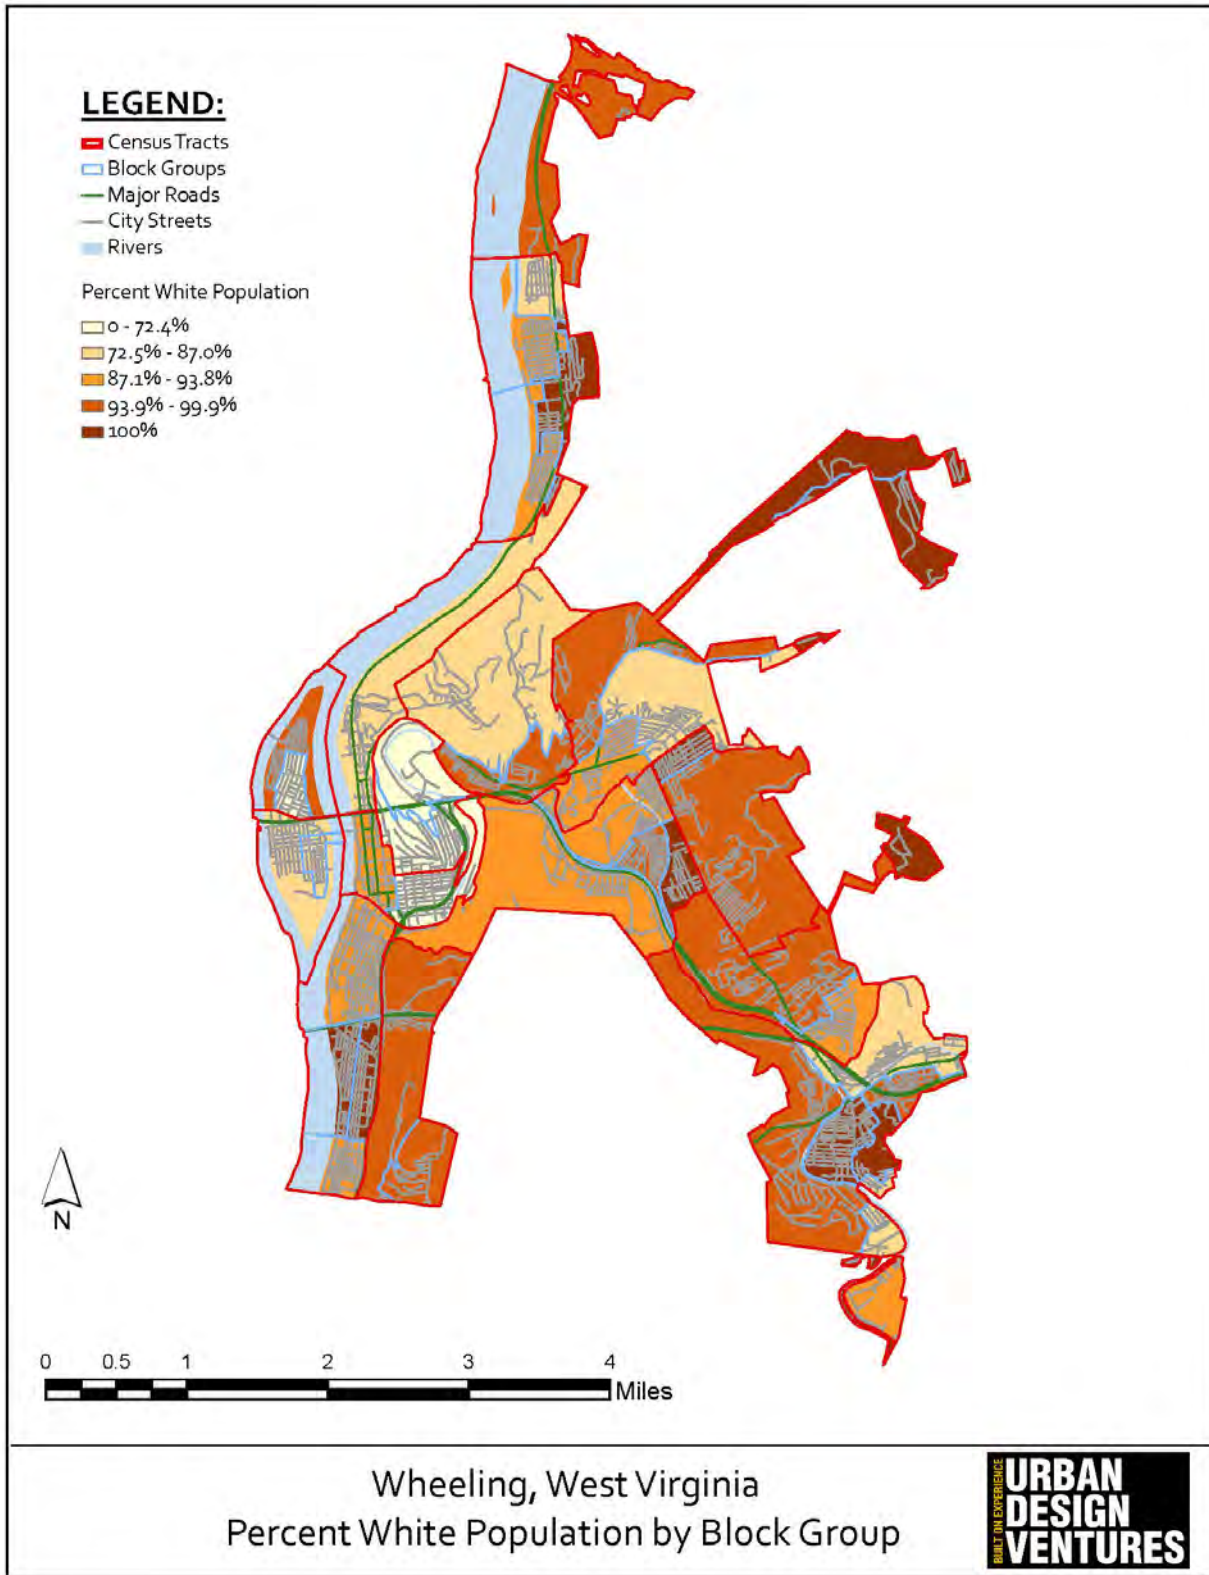 LEGEND:
Census Tracts
Block Groups
Major Roads
City Streets
Rivers
Percent White Population
0 - 72.4%
72.5% - 87.0%
87.1% - 93.8%
93.9% - 99.9%
100%
N
0 0.5 1 2 3 4
Miles
Wheeling, West Virginia
Percent White Population by Block Group
BUILT ON EXPERIENCE
URBAN
DESIGN
VENTURES